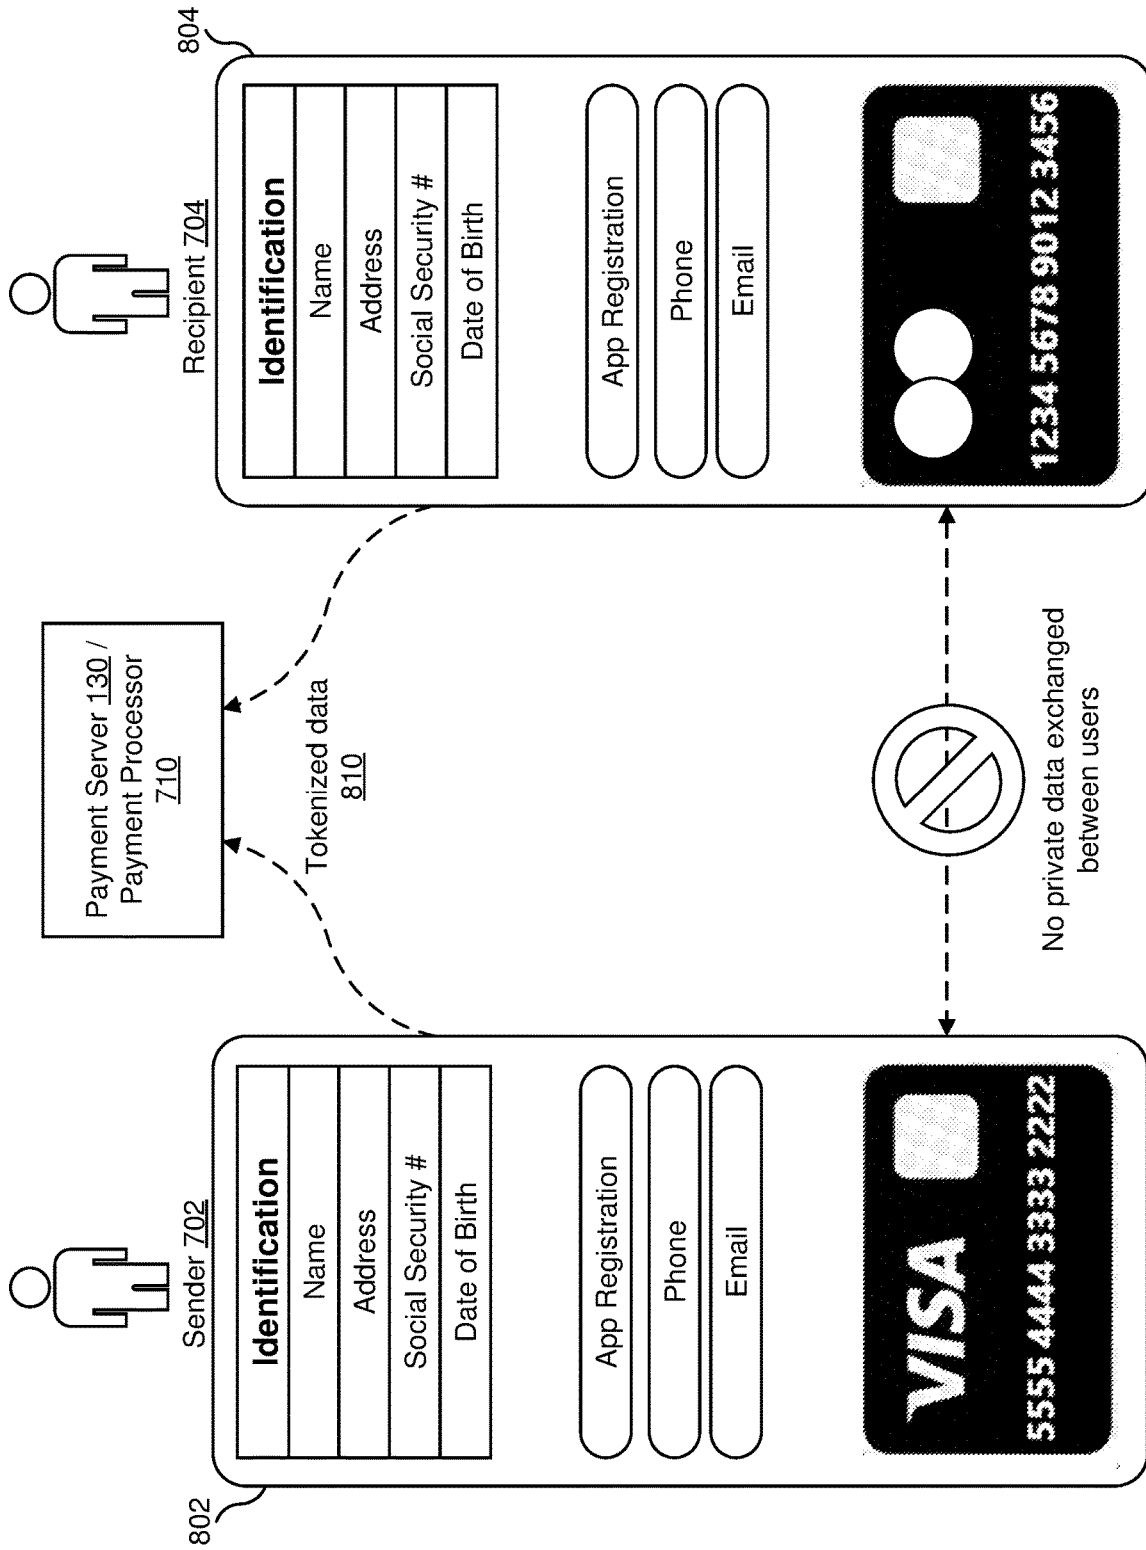 802
Sender 702
Identification
Name
Address
Social Security #
Date of Birth
App Registration
Phone
Email
VISA
5555 4444 3333 2222
Payment Server 130 /
Payment Processor
710
Tokenized data
810
No private data exchanged
between users
804
Recipient 704
Identification
Name
Address
Social Security #
Date of Birth
App Registration
Phone
Email
1234 5678 9012 3456